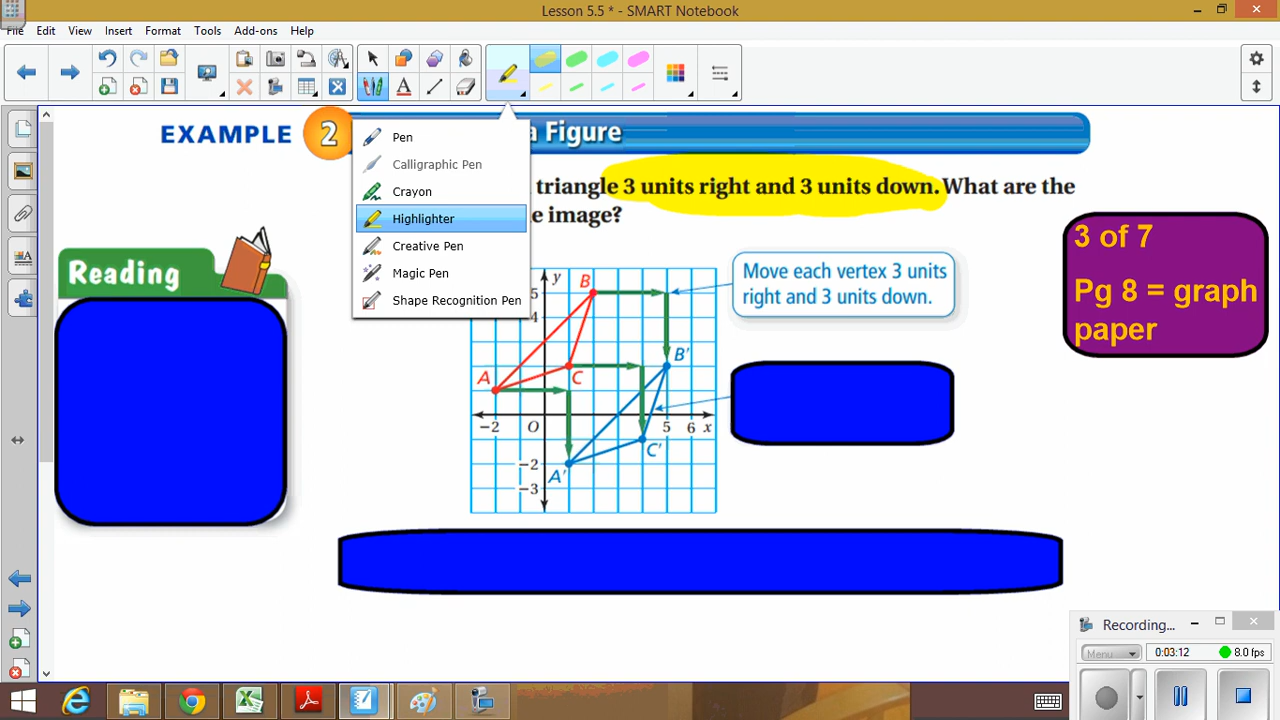 Lesson 5.5 * - SMART Notebook
File Edit View Insert Format Tools Add-ons Help
EXAMPLE 2 a Figure
Pen
Calligraphic Pen
Crayon
Highlighter
Creative Pen
Magic Pen
Shape Recognition Pen
triangle 3 units right and 3 units down. What are the
e image?
3 of 7
Pg 8 = graph
paper
Reading
Move each vertex 3 units
right and 3 units down.
B y
5
4
B'
A C
−2 O 5 6 x
C'
−2 A'
−3
Recording...
Menu 0:03:12 8.0 fps